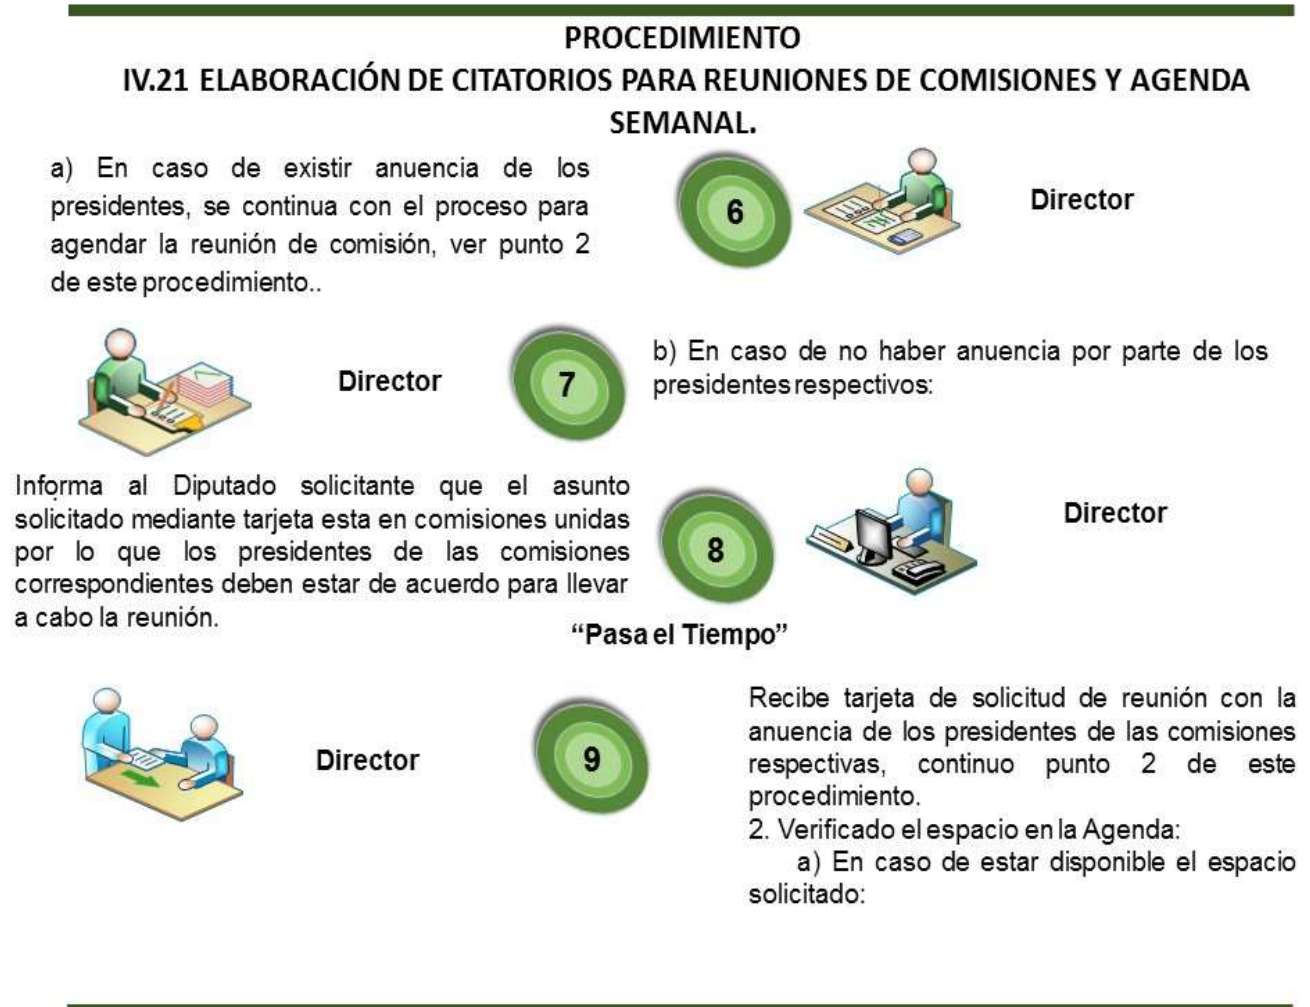 PROCEDIMIENTO
IV.21 ELABORACIÓN DE CITATORIOS PARA REUNIONES DE COMISIONES Y AGENDA
SEMANAL.
a) En caso de existir anuencia de los
presidentes, se continua con el proceso para
agendar la reunión de comisión, ver punto 2
de este procedimiento..
6
Director
Director
7
b) En caso de no haber anuencia por parte de los
presidentes respectivos:
Informa al Diputado solicitante que el asunto
solicitado mediante tarjeta esta en comisiones unidas
por lo que los presidentes de las comisiones
correspondientes deben estar de acuerdo para llevar
a cabo la reunión.
8
Director
“Pasa el Tiempo”
Director
9
Recibe tarjeta de solicitud de reunión con la
anuencia de los presidentes de las comisiones
respectivas, continuo punto 2 de este
procedimiento.
2. Verificado el espacio en la Agenda:
a) En caso de estar disponible el espacio
solicitado: